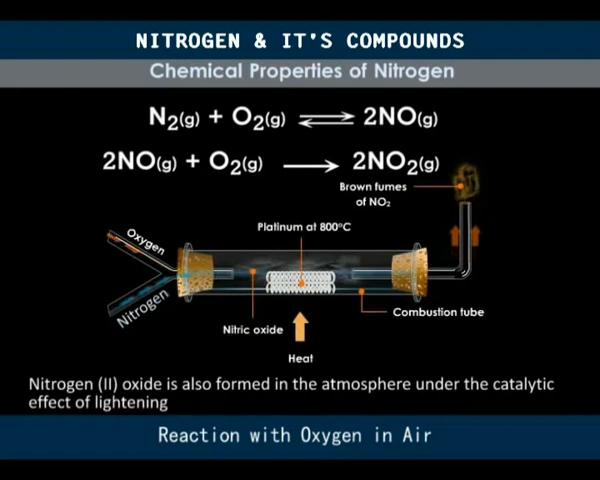 NITROGEN & IT'S COMPOUNDS
Chemical Properties of Nitrogen
N₂(g) + O₂(g) ⇌ 2NO(g)
2NO(g) + O₂(g) ⟶ 2NO₂(g)
Brown fumes
of NO₂
Platinum at 800°C
Oxygen
Nitrogen
Nitric oxide
Combustion tube
Heat
Nitrogen (II) oxide is also formed in the atmosphere under the catalytic
effect of lightening
Reaction with Oxygen in Air